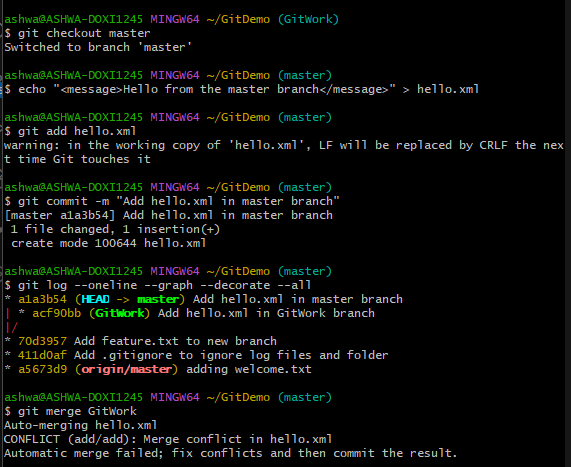 ashwa@ASHWA-DOXI1245 MINGW64 ~/GitDemo (GitWork)
$ git checkout master
Switched to branch 'master'
ashwa@ASHWA-DOXI1245 MINGW64 ~/GitDemo (master)
$ echo "<message>Hello from the master branch</message>" > hello.xml
ashwa@ASHWA-DOXI1245 MINGW64 ~/GitDemo (master)
$ git add hello.xml
warning: in the working copy of 'hello.xml', LF will be replaced by CRLF the nex
t time Git touches it
ashwa@ASHWA-DOXI1245 MINGW64 ~/GitDemo (master)
$ git commit -m "Add hello.xml in master branch"
[master a1a3b54] Add hello.xml in master branch
 1 file changed, 1 insertion(+)
 create mode 100644 hello.xml
ashwa@ASHWA-DOXI1245 MINGW64 ~/GitDemo (master)
$ git log --oneline --graph --decorate --all
* a1a3b54 (HEAD -> master) Add hello.xml in master branch
| * acf90bb (GitWork) Add hello.xml in GitWork branch
|/
* 70d3957 Add feature.txt to new branch
* 411d0af Add .gitignore to ignore log files and folder
* a5673d9 (origin/master) adding welcome.txt
ashwa@ASHWA-DOXI1245 MINGW64 ~/GitDemo (master)
$ git merge GitWork
Auto-merging hello.xml
CONFLICT (add/add): Merge conflict in hello.xml
Automatic merge failed; fix conflicts and then commit the result.